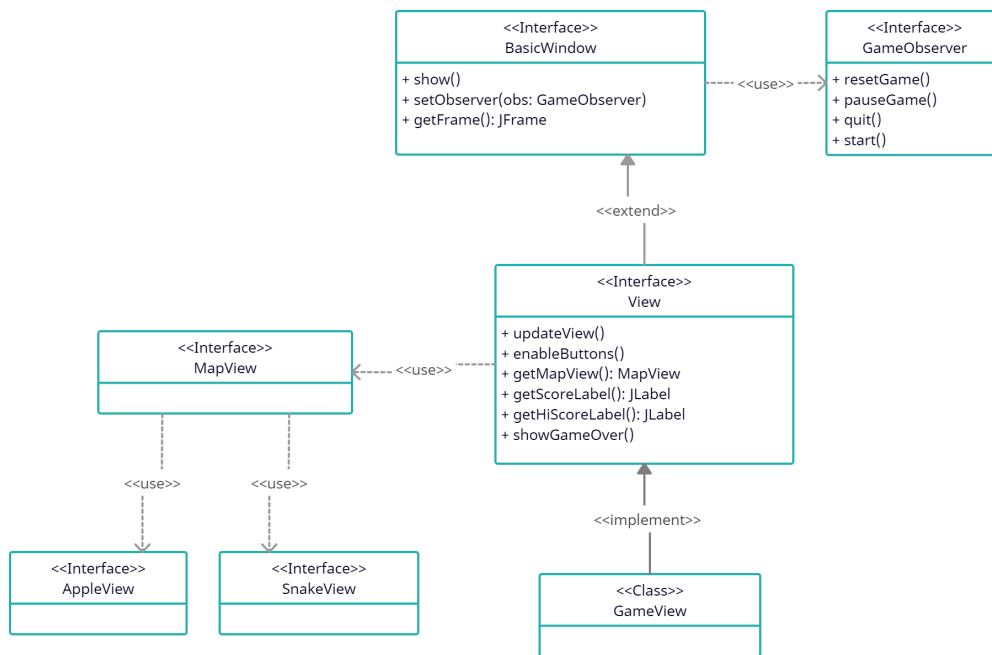 <<Interface>>
BasicWindow
+ show()
+ setObserver(obs: GameObserver)
+ getFrame(): JFrame
<<use>>
<<Interface>>
GameObserver
+ resetGame()
+ pauseGame()
+ quit()
+ start()
<<extend>>
<<Interface>>
View
+ updateView()
+ enableButtons()
+ getMapView(): MapView
+ getScoreLabel(): JLabel
+ getHiScoreLabel(): JLabel
+ showGameOver()
<<use>>
<<Interface>>
MapView
<<use>>
<<use>>
<<implement>>
<<Interface>>
AppleView
<<Interface>>
SnakeView
<<Class>>
GameView